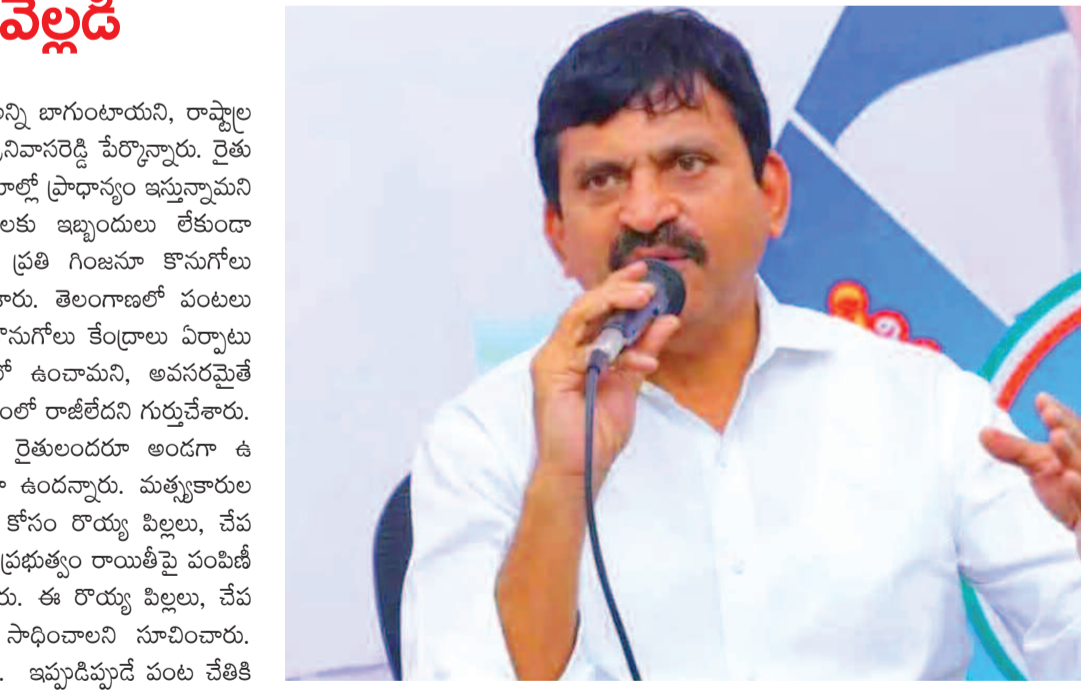 వెల్లడి
అన్ని బాగుంటాయని, రాష్ట్రాల
శ్రీనివాసరెడ్డి పేర్కొన్నారు. రైతు
ప్రాధాన్యం ఇస్తున్నామని
లకు ఇబ్బందులు లేకుండా
ప్రతి గింజనూ కొనుగోలు
శారు. తెలంగాణలో పంటలు
కొనుగోలు కేంద్రాలు ఏర్పాటు
లో ఉంచామని, అవసరమైతే
ంలో రాజీలేదని గుర్తుచేశారు.
రైతులందరూ అండగా ఉ
ఉందన్నారు. మత్స్యకారుల
కోసం రొయ్య పిల్లలు, చేప
ప్రభుత్వం రాయితీపై పంపిణీ
రు. ఈ రొయ్య పిల్లలు, చేప
సాధించాలని సూచించారు.
. ఇప్పుడిప్పుడే పంట చేతికి